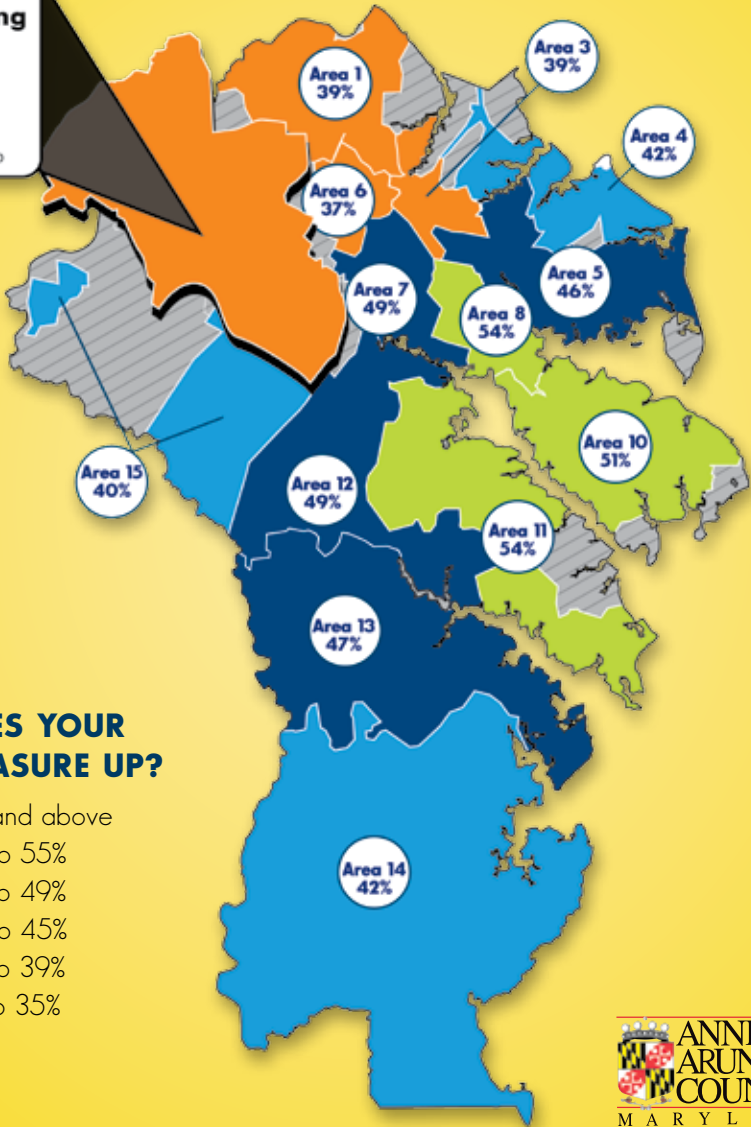 Area 1
39%
Area 3
39%
Area 4
42%
Area 6
37%
Area 5
46%
Area 7
49%
Area 8
54%
Area 10
51%
Area 15
40%
Area 12
49%
Area 11
54%
Area 13
47%
ES YOUR
ASURE UP?
and above
o 55%
o 49%
o 45%
o 39%
o 35%
Area 14
42%
ANN
ARUN
COUN
MARYL